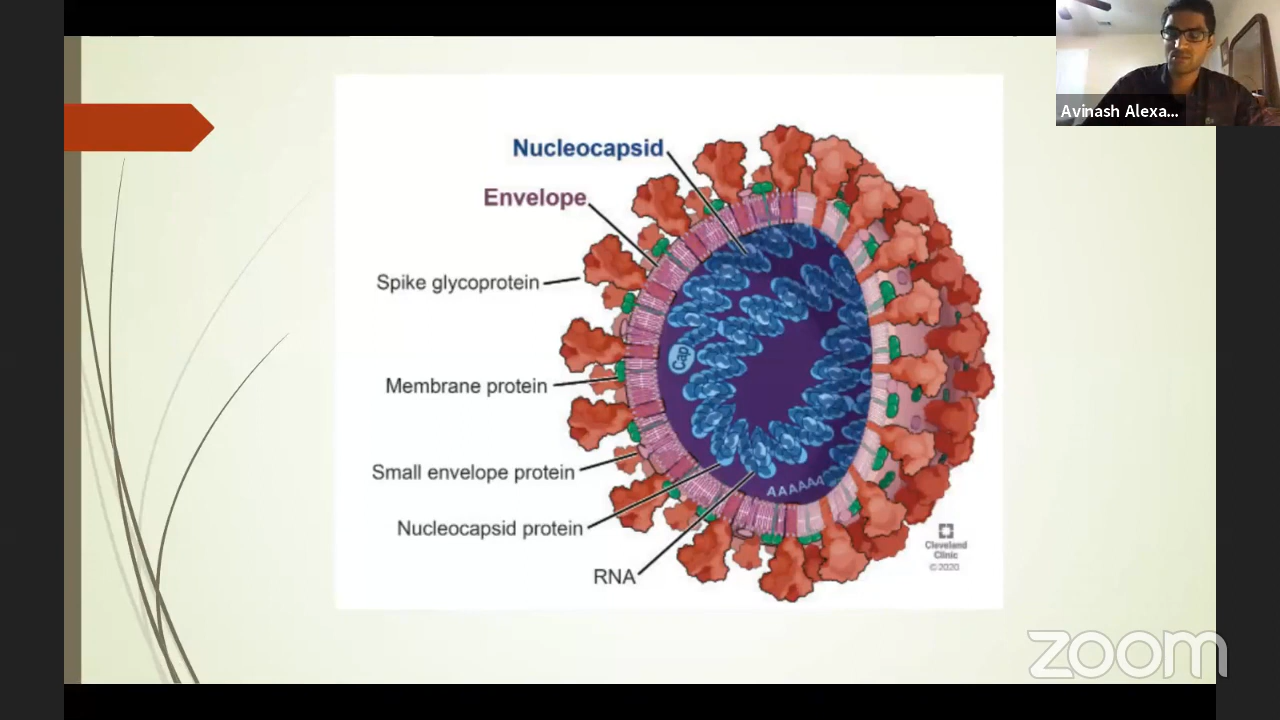 Avinash Alexa...
Nucleocapsid
Envelope
Spike glycoprotein
Cap
Membrane protein
Small envelope protein
AAAAAA
Nucleocapsid protein
RNA
Cleveland
Clinic
©2020
zoom